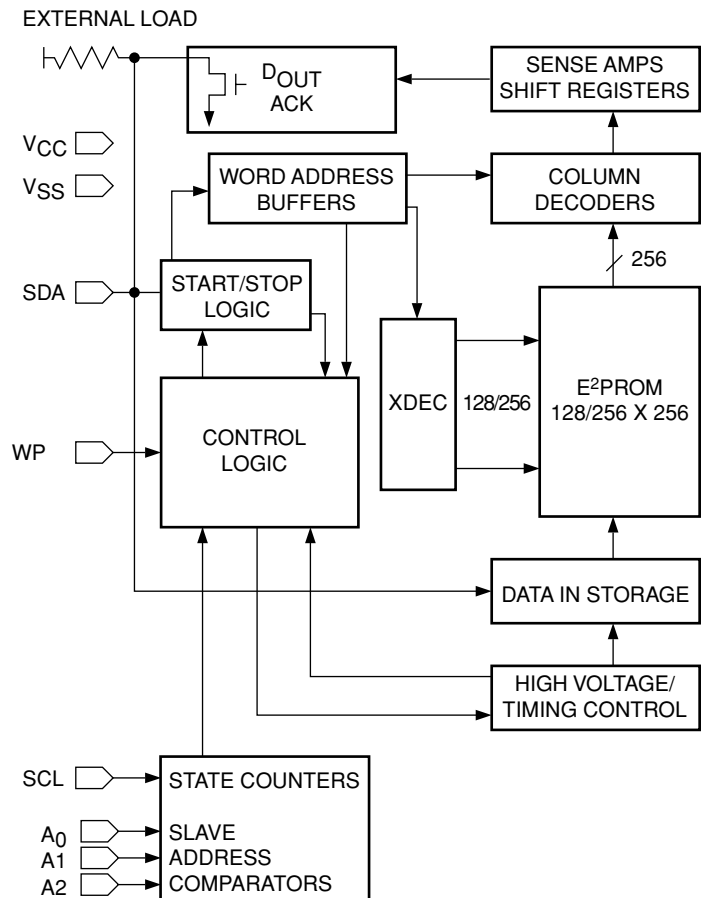 EXTERNAL LOAD
DOUT
ACK
SENSE AMPS
SHIFT REGISTERS
VCC
VSS
WORD ADDRESS
BUFFERS
COLUMN
DECODERS
256
SDA
START/STOP
LOGIC
XDEC
128/256
E²PROM
128/256 X 256
WP
CONTROL
LOGIC
DATA IN STORAGE
HIGH VOLTAGE/
TIMING CONTROL
SCL
STATE COUNTERS
A0
SLAVE
A1
ADDRESS
A2
COMPARATORS